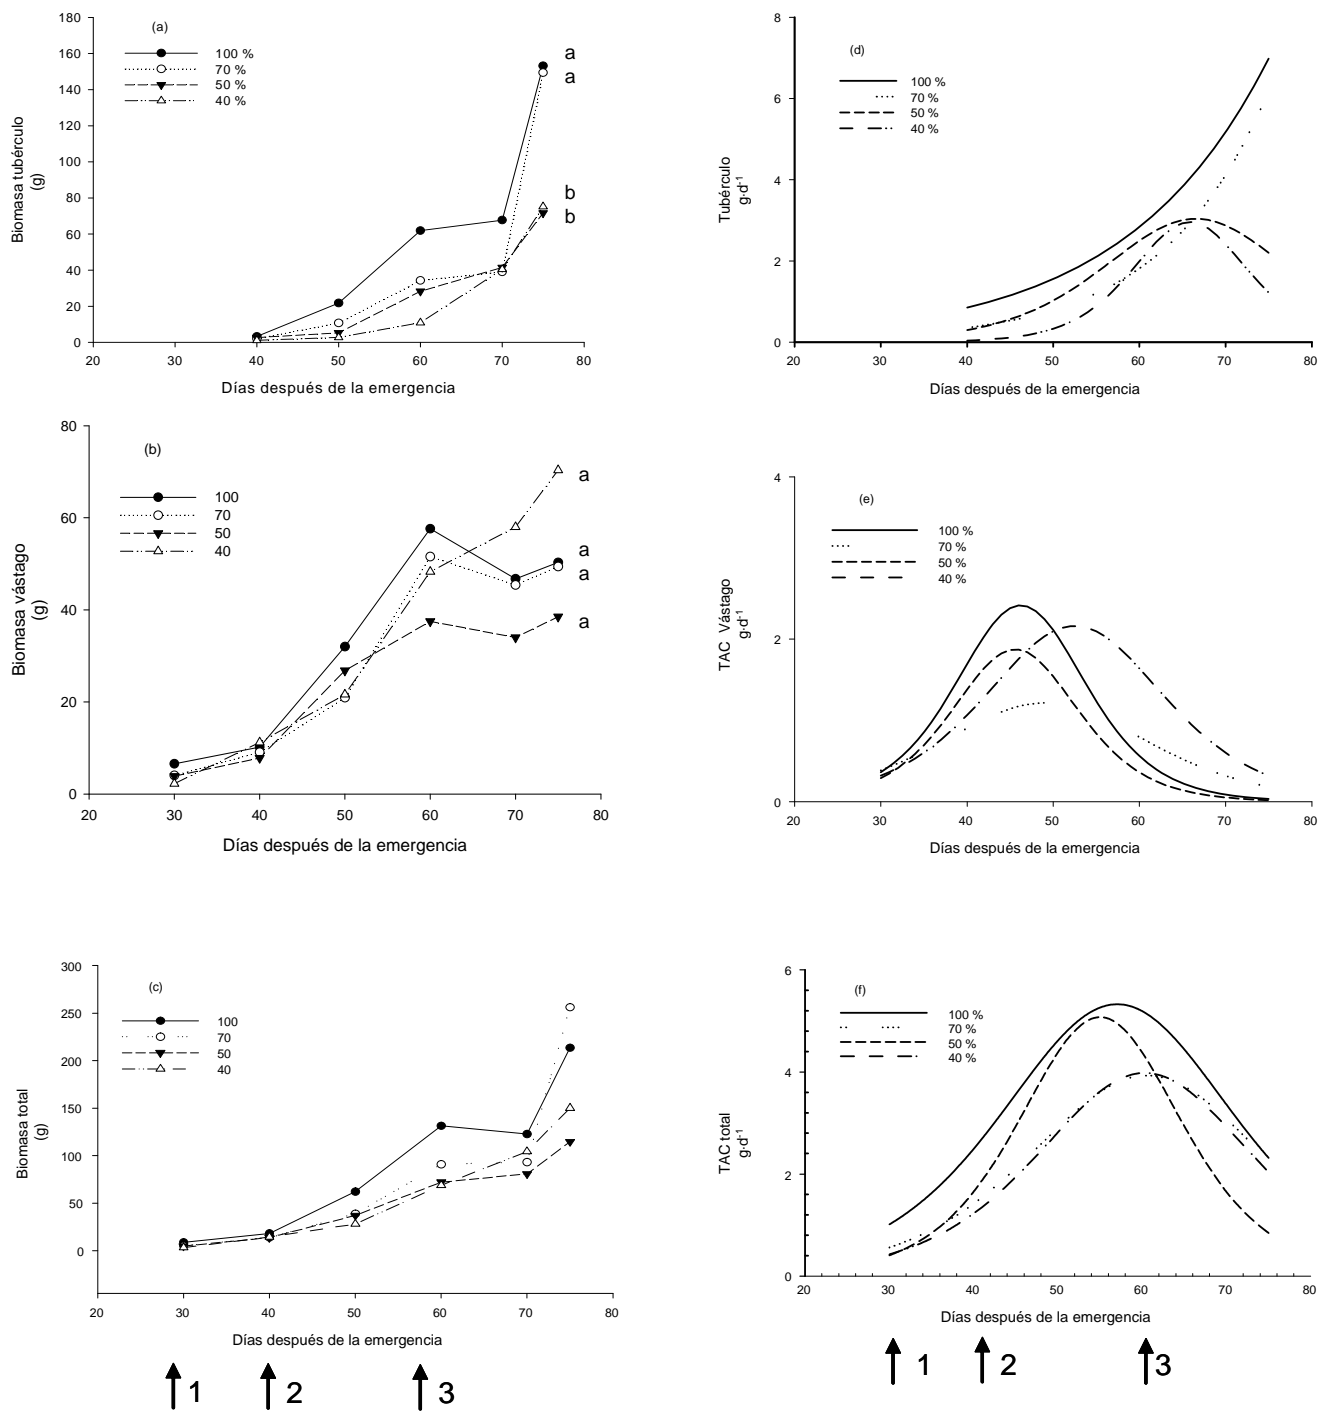 (a)
100 %
70 %
50 %
40 %
180
160
140
120
100
80
60
40
20
0
20 30 40 50 60 70 80
Biomasa tubérculo
(g)
Días después de la emergencia
a
a
b
b
(d)
100 %
70 %
50 %
40 %
8
6
4
2
0
20 30 40 50 60 70 80
Tubérculo
g·d⁻¹
Días después de la emergencia
(b)
100
70
50
40
80
60
40
20
0
20 30 40 50 60 70 80
Biomasa vástago
(g)
Días después de la emergencia
a
a
a
a
(e)
100 %
70 %
50 %
40 %
4
2
0
20 30 40 50 60 70 80
TAC Vástago
g·d⁻¹
Días después de la emergencia
(c)
100
70
50
40
300
250
200
150
100
50
0
20 30 40 50 60 70 80
Biomasa total
(g)
Días después de la emergencia
1 2 3
(f)
100 %
70 %
50 %
40 %
6
4
2
0
20 30 40 50 60 70 80
TAC total
g·d⁻¹
Días después de la emergencia
1 2 3